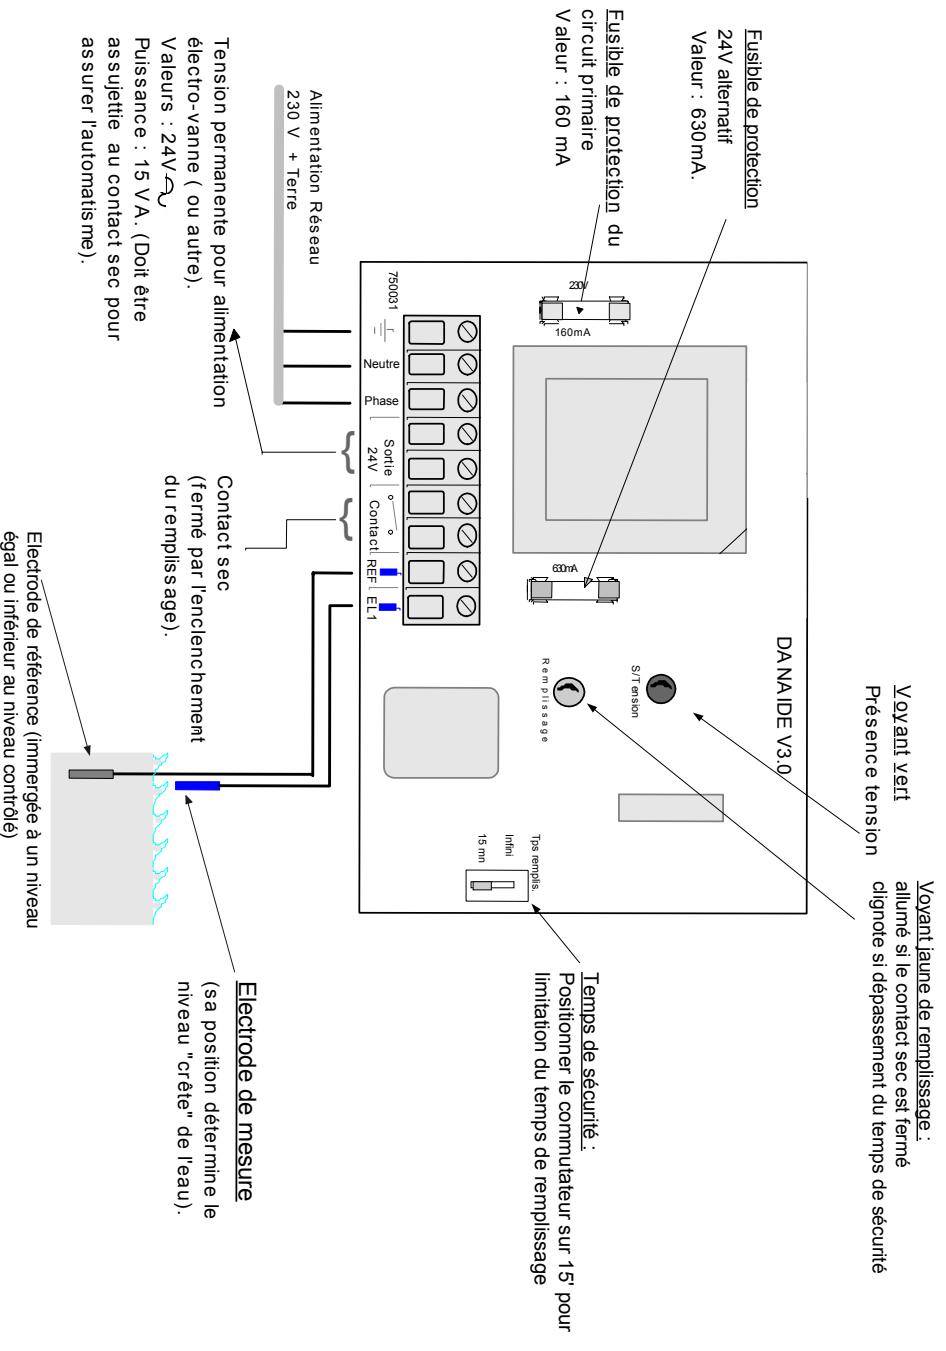 Fusible de protection
24V alternatif
Valeur : 630mA.
Fusible de protection du
circuit primaire
Valeur : 160 mA
Alimentation Réseau
230 V + Terre
Tension permanente pour alimentation
électro-vanne ( ou autre).
Valeurs : 24V
Puissance : 15 VA. (Doit être
assujettie au contact sec pour
assurer l'automatisme).
750031
230V
160mA
630mA
Neutre
Phase
Sortie
24V
Contact
REF
EL1
DANAIDE V3.0
S/Tension
Remplissage
Tps remplis.
Infini
15 mn
Contact sec
(fermé par l'enclenchement
du remplissage).
Electrode de référence (immergée à un niveau
égal ou inférieur au niveau contrôlé)
Voyant vert
Présence tension
Voyant jaune de remplissage :
allumé si le contact sec est fermé
clignote si dépassement du temps de sécurité
Temps de sécurité :
Positionner le commutateur sur 15' pour
limitation du temps de remplissage
Electrode de mesure
(sa position détermine le
niveau "crête" de l'eau).